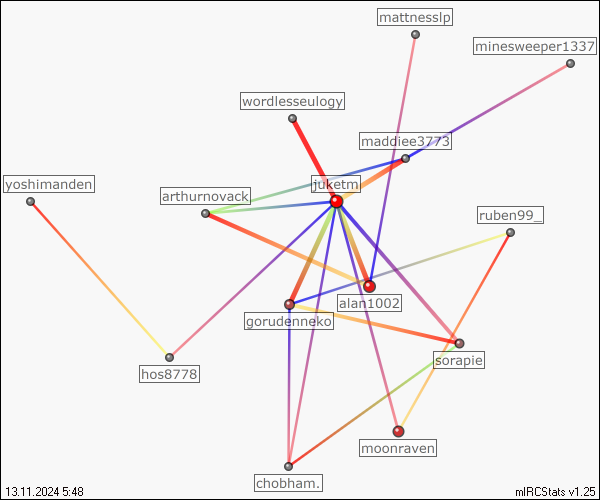 mattnesslp
minesweeper1337
wordlesseulogy
maddiee3773
yoshimanden
juketm
arthurnovack
ruben99_
alan1002
gorudenneko
sorapie
hos8778
moonraven
chobham.
13.11.2024 5:48
mIRCStats v1.25